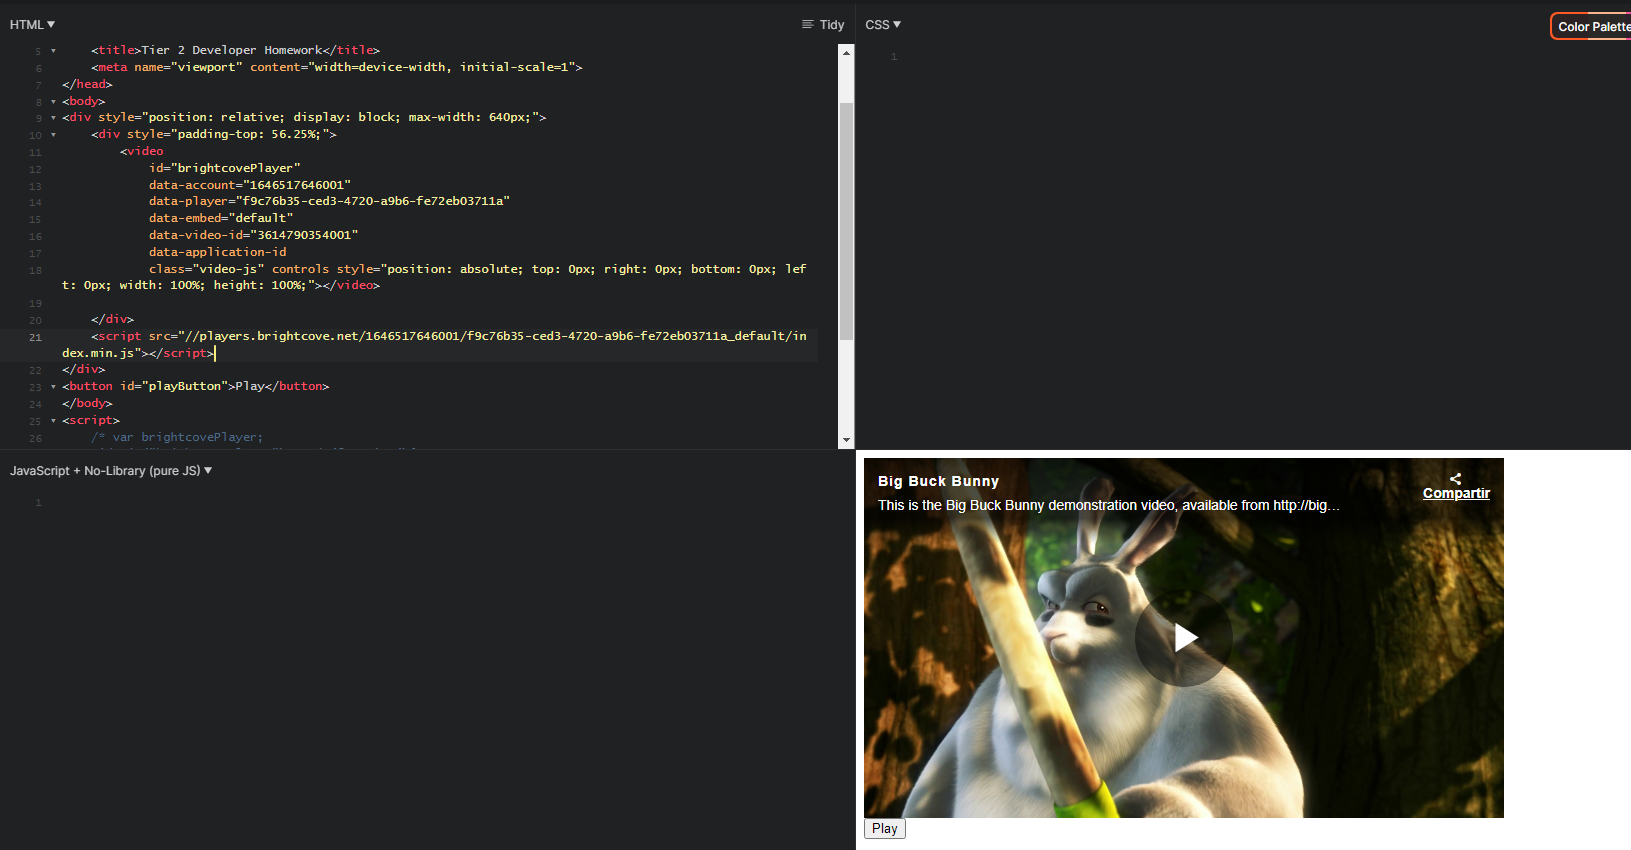 HTML ▼
Tidy
5 ▾ <title>Tier 2 Developer Homework</title>
6 <meta name="viewport" content="width=device-width, initial-scale=1">
7 </head>
8 ▾ <body>
9 ▾ <div style="position: relative; display: block; max-width: 640px;">
10 ▾ <div style="padding-top: 56.25%;">
11 <video
12 id="brightcovePlayer"
13 data-account="1646517646001"
14 data-player="f9c76b35-ced3-4720-a9b6-fe72eb03711a"
15 data-embed="default"
16 data-video-id="3614790354001"
17 data-application-id
18 class="video-js" controls style="position: absolute; top: 0px; right: 0px; bottom: 0px; lef
t: 0px; width: 100%; height: 100%;"></video>
19
20 </div>
21 <script src="//players.brightcove.net/1646517646001/f9c76b35-ced3-4720-a9b6-fe72eb03711a_default/in
dex.min.js"></script>
22 </div>
23 ▾ <button id="playButton">Play</button>
24 </body>
25 ▾ <script>
26 /* var brightcovePlayer;
CSS ▼
Color Palette
1
JavaScript + No-Library (pure JS) ▼
1
Big Buck Bunny
This is the Big Buck Bunny demonstration video, available from http://big...
Compartir
Play